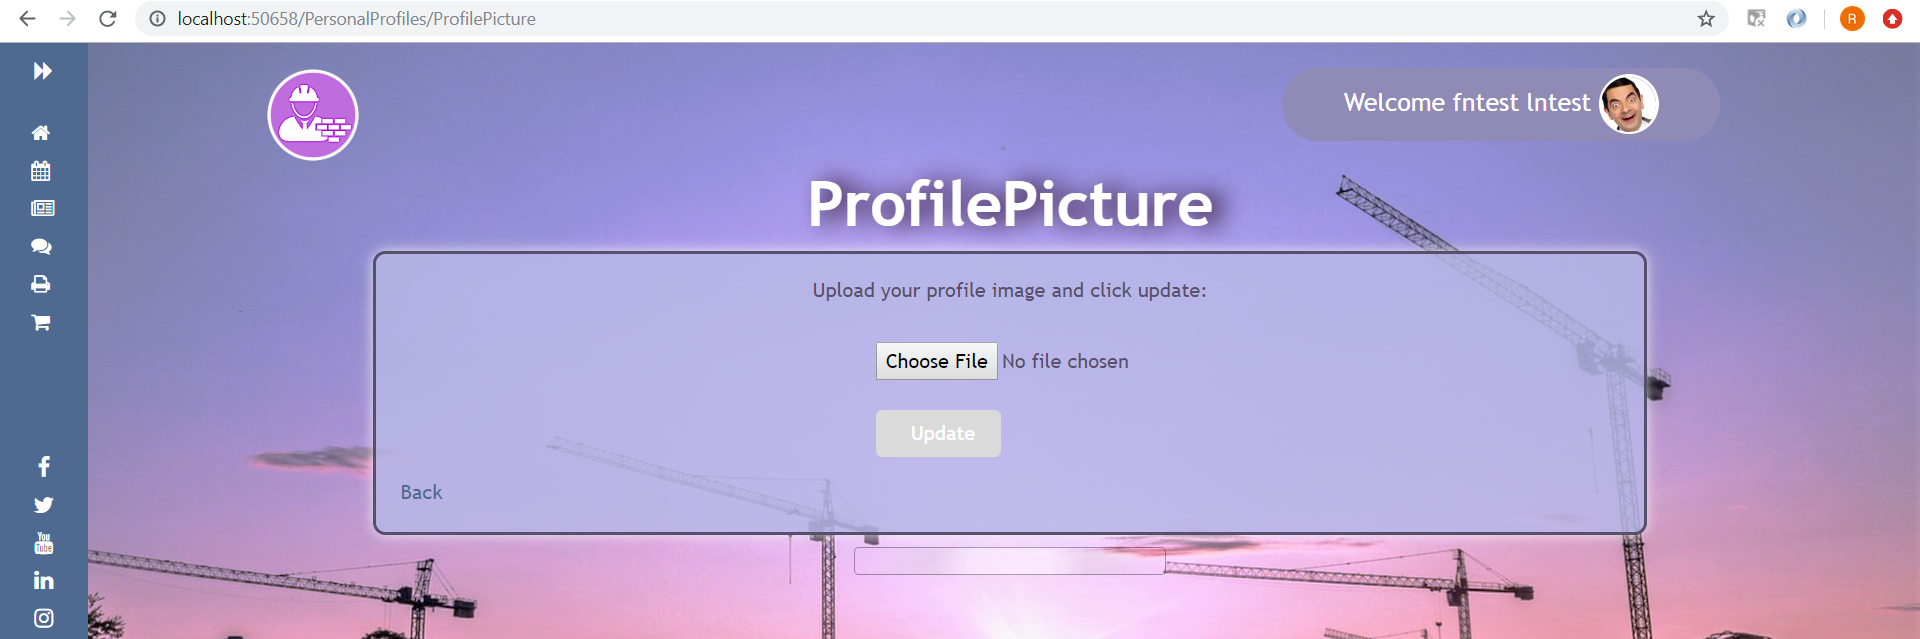 localhost:50658/PersonalProfiles/ProfilePicture
R
Welcome fntest lntest
ProfilePicture
Upload your profile image and click update:
Choose File No file chosen
Update
Back
You
Tube
in